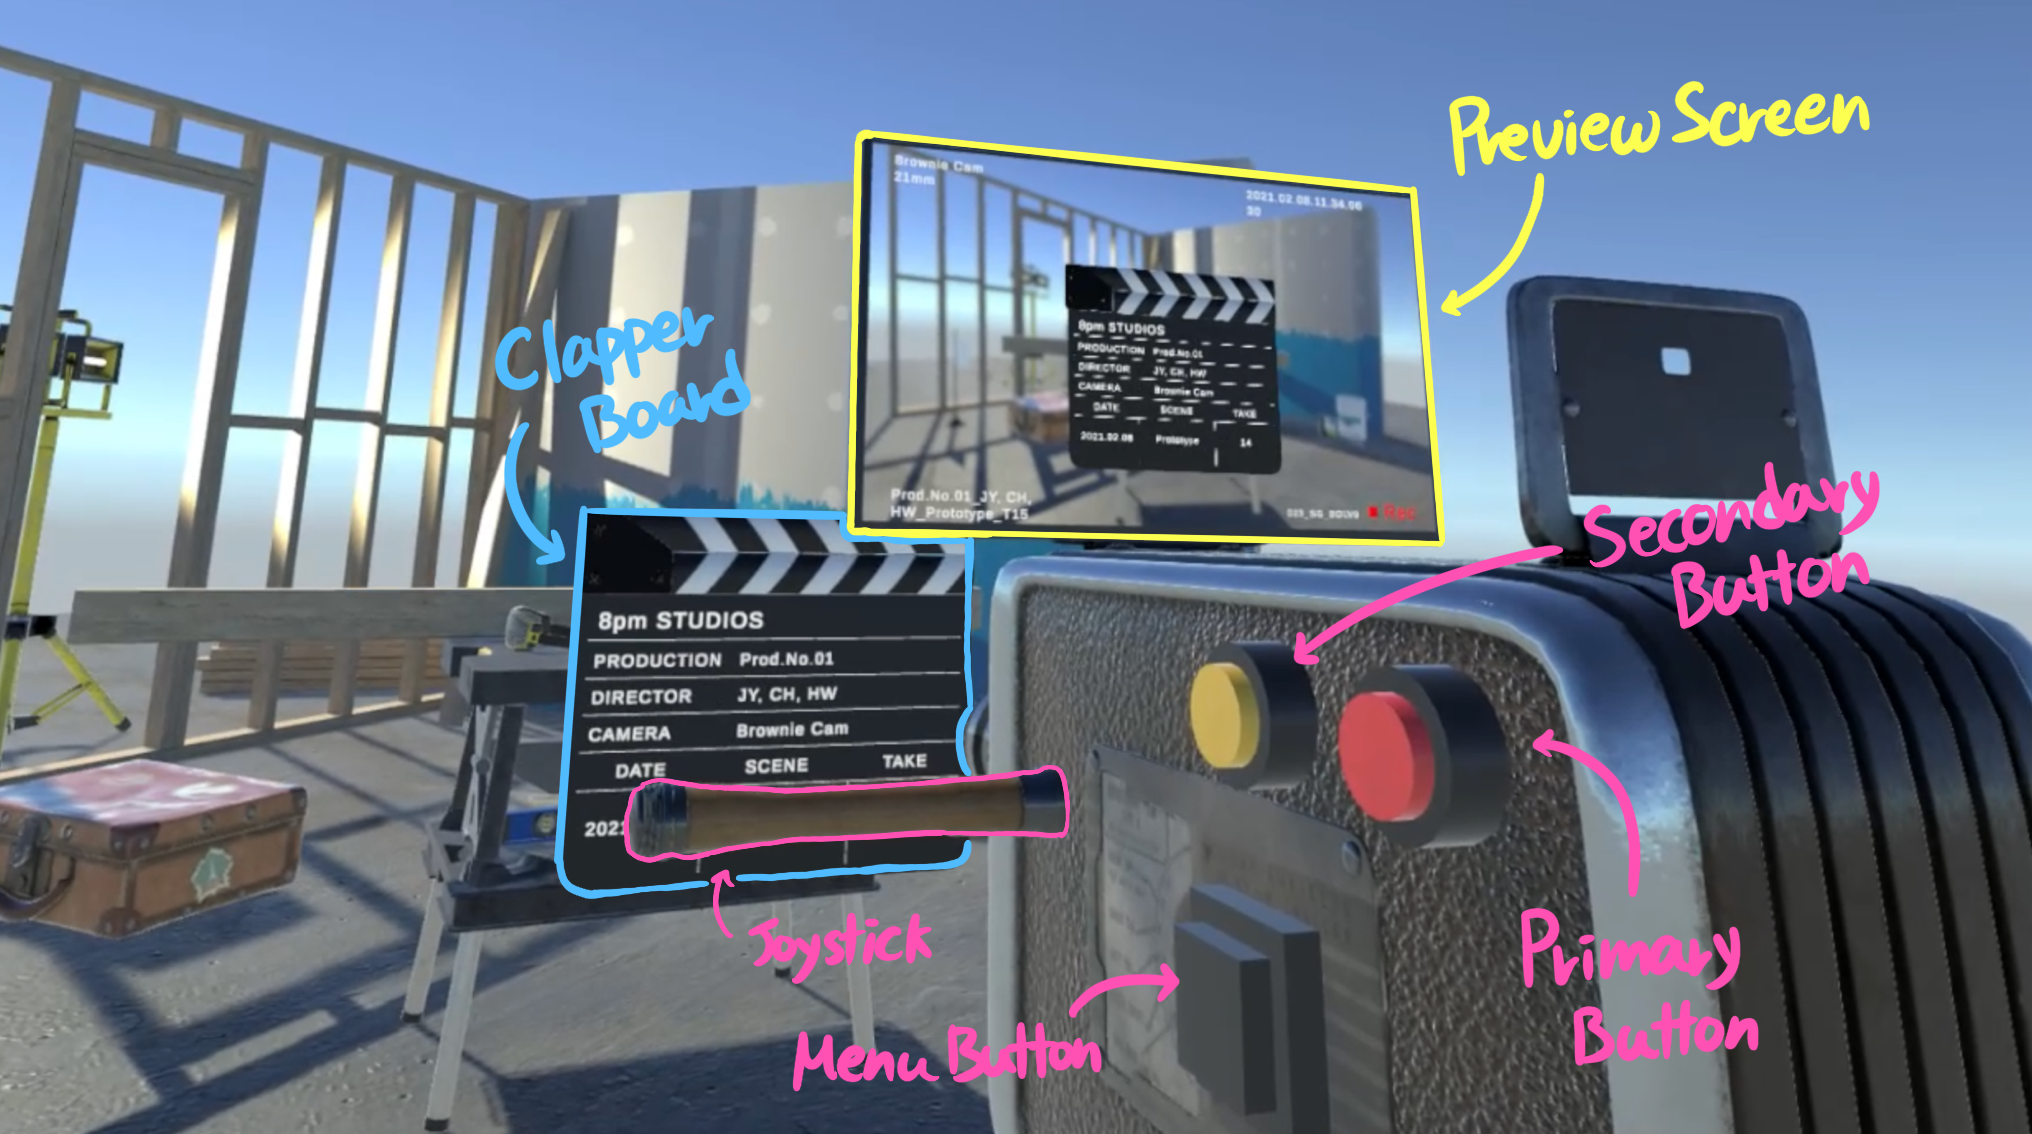 Preview Screen
Brownie Cam
21mm
2021.02.08.11.34.06
30
8pm STUDIOS
PRODUCTION Prod.No.01
DIRECTOR JY, CH, HW
CAMERA Brownie Cam
DATE SCENE TAKE
2021.02.08 Prototype 14
Prod.No.01_JY, CH,
HW_Prototype_T15
Rec
Clapper
Board
8pm STUDIOS
PRODUCTION Prod.No.01
DIRECTOR JY, CH, HW
CAMERA Brownie Cam
DATE SCENE TAKE
2021
Secondary
Button
Joystick
Menu Button
Primary
Button